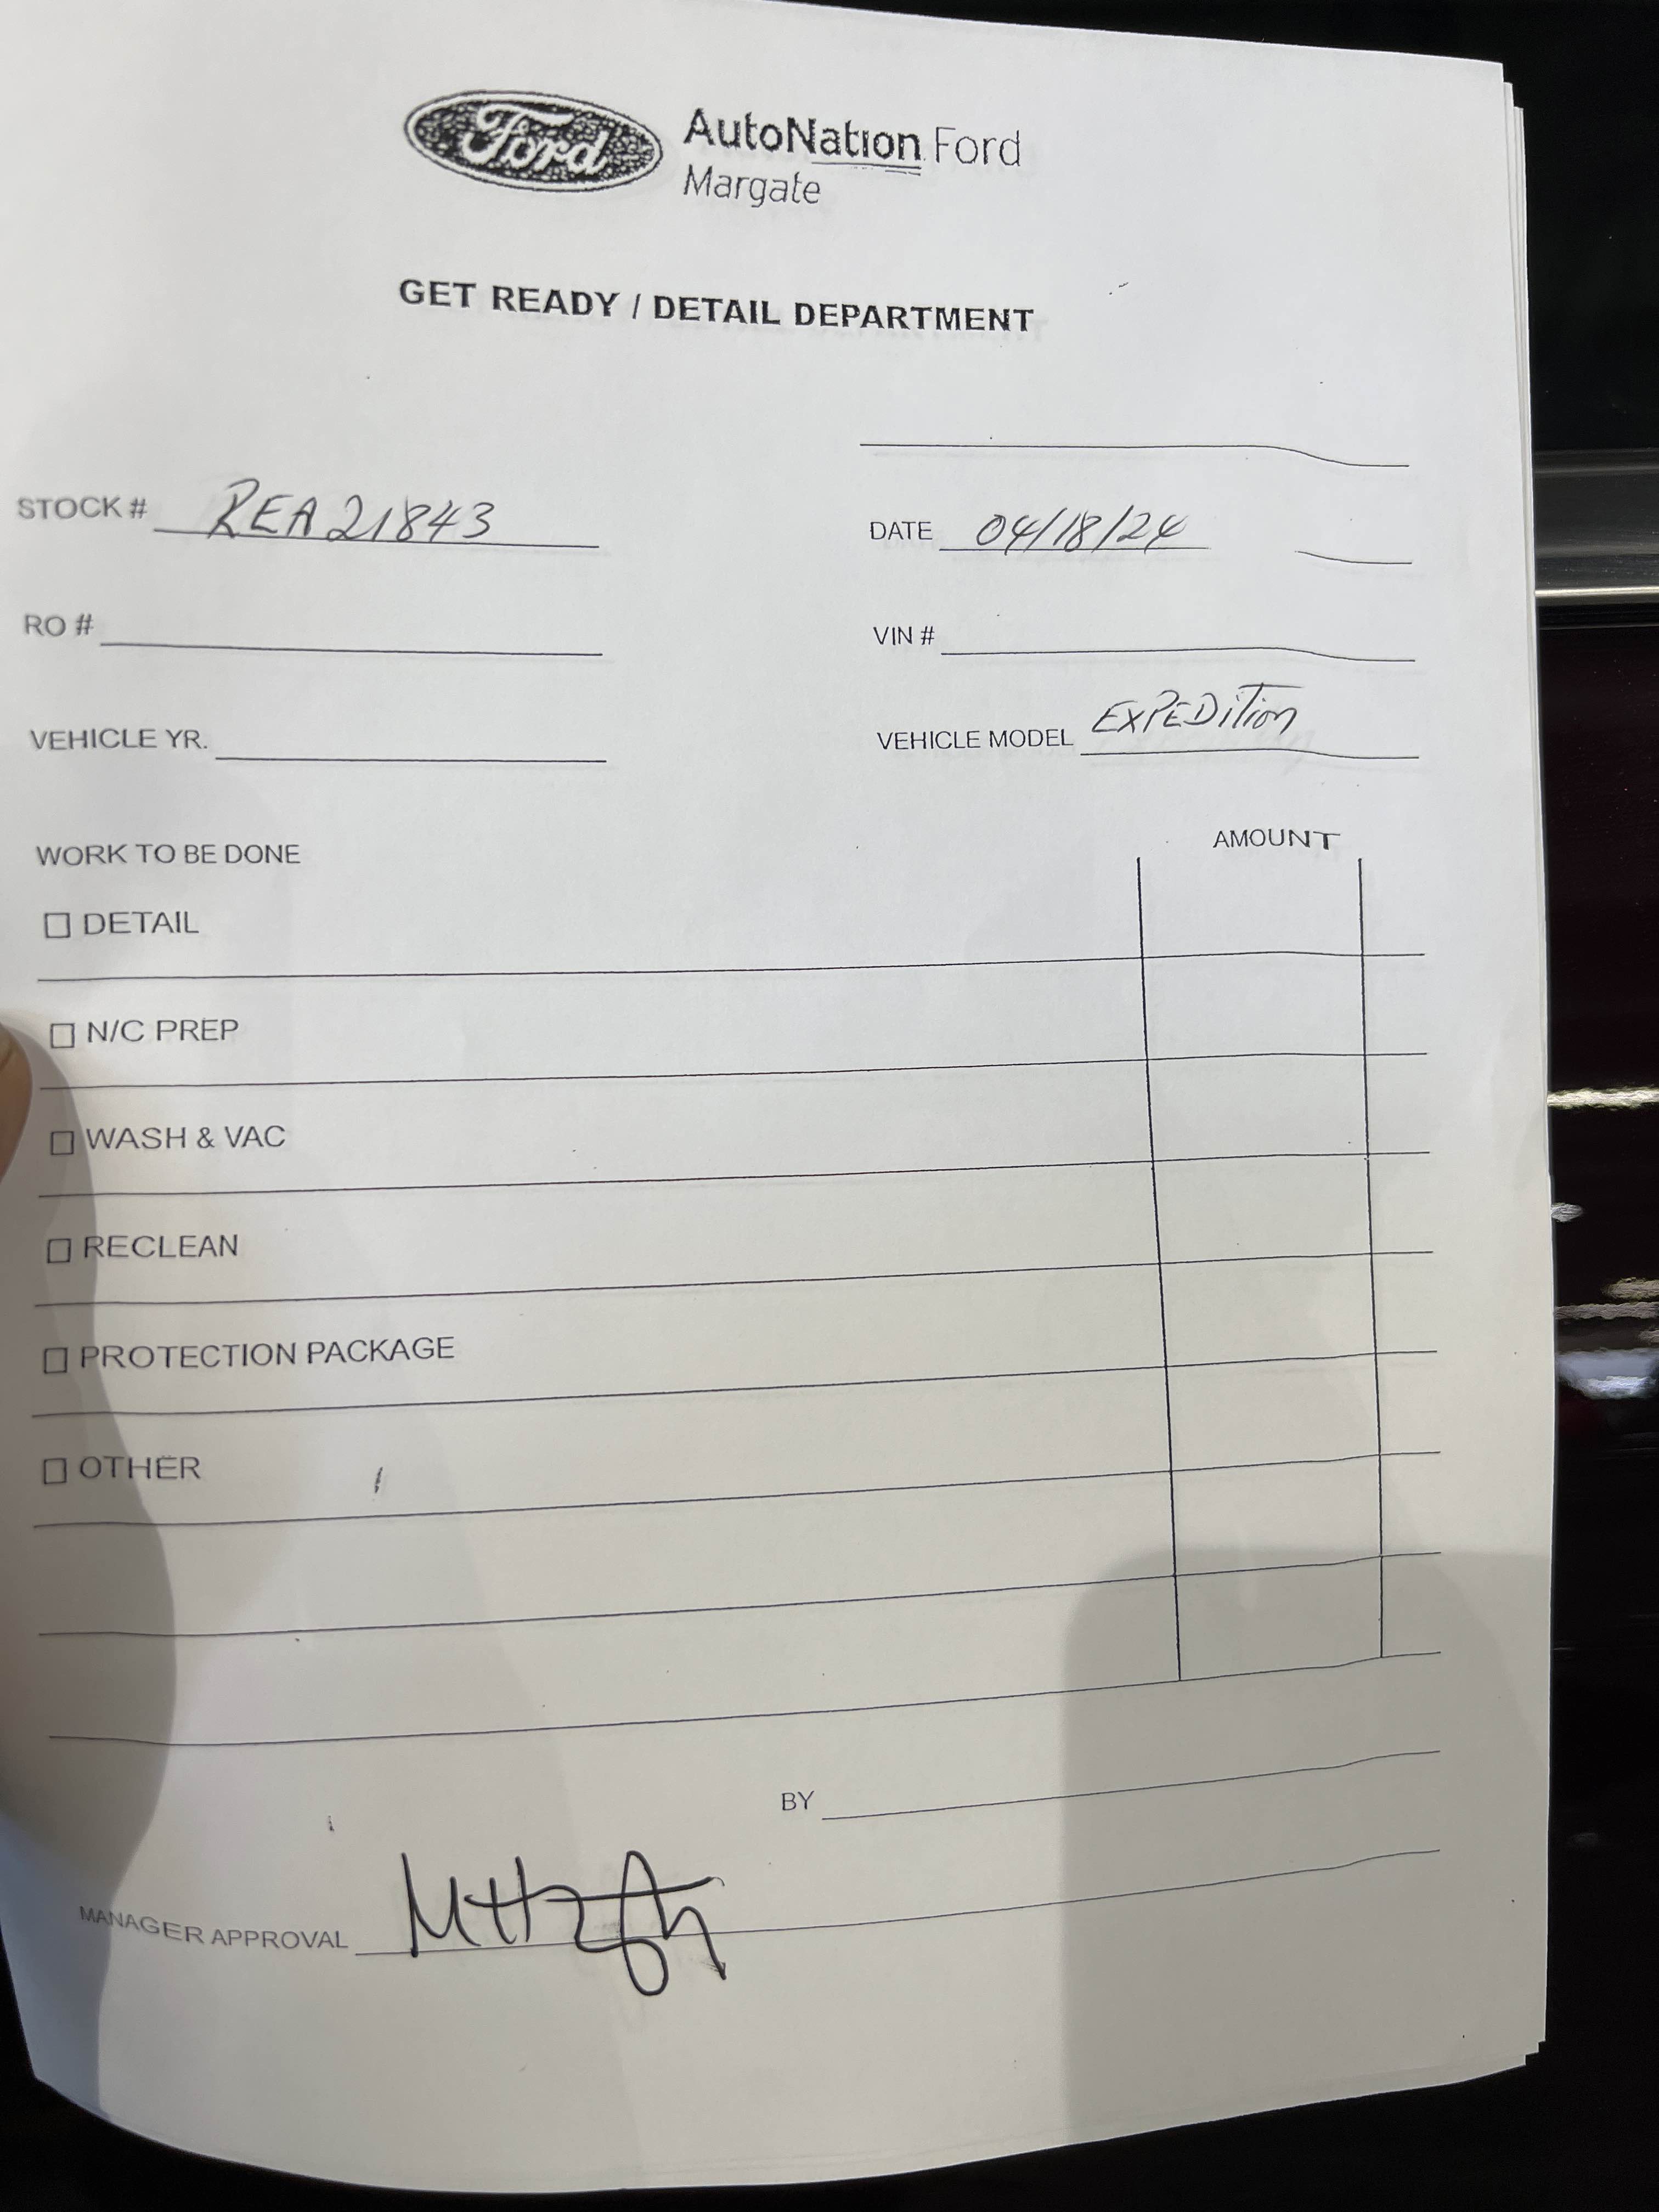 Ford AutoNation Ford
Margate
GET READY / DETAIL DEPARTMENT
STOCK # REA21843 DATE 04/18/24
RO # VIN #
VEHICLE YR. VEHICLE MODEL EXPEDITION
WORK TO BE DONE AMOUNT
DETAIL
N/C PREP
WASH & VAC
RECLEAN
PROTECTION PACKAGE
OTHER
BY
MANAGER APPROVAL